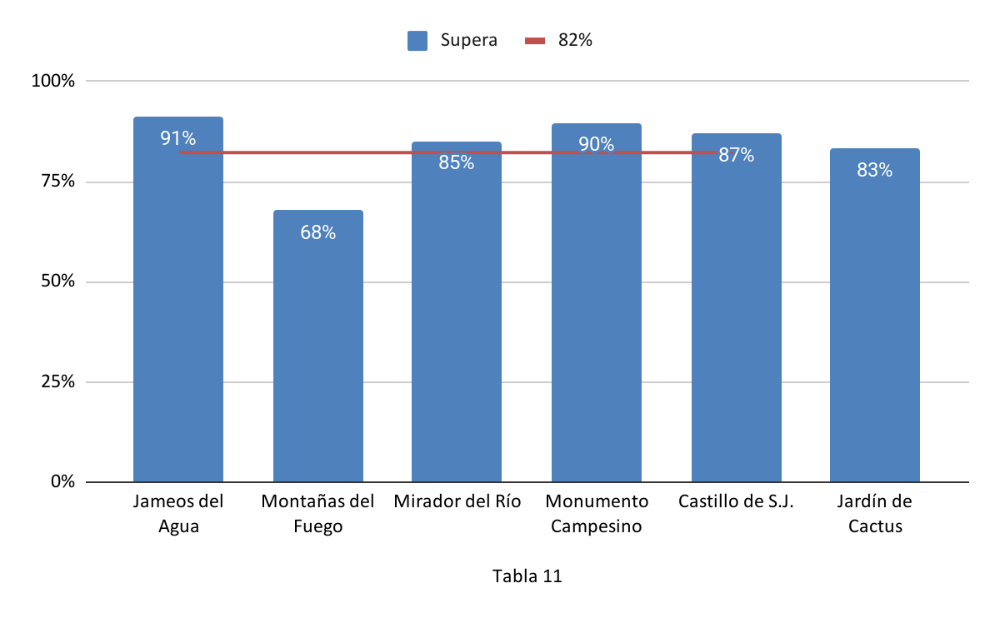 Supera 82%
100%
75%
50%
25%
0%
91%
68%
85%
90%
87%
83%
Jameos del
Agua
Montañas del
Fuego
Mirador del Río
Monumento
Campesino
Castillo de S.J.
Jardín de
Cactus
Tabla 11